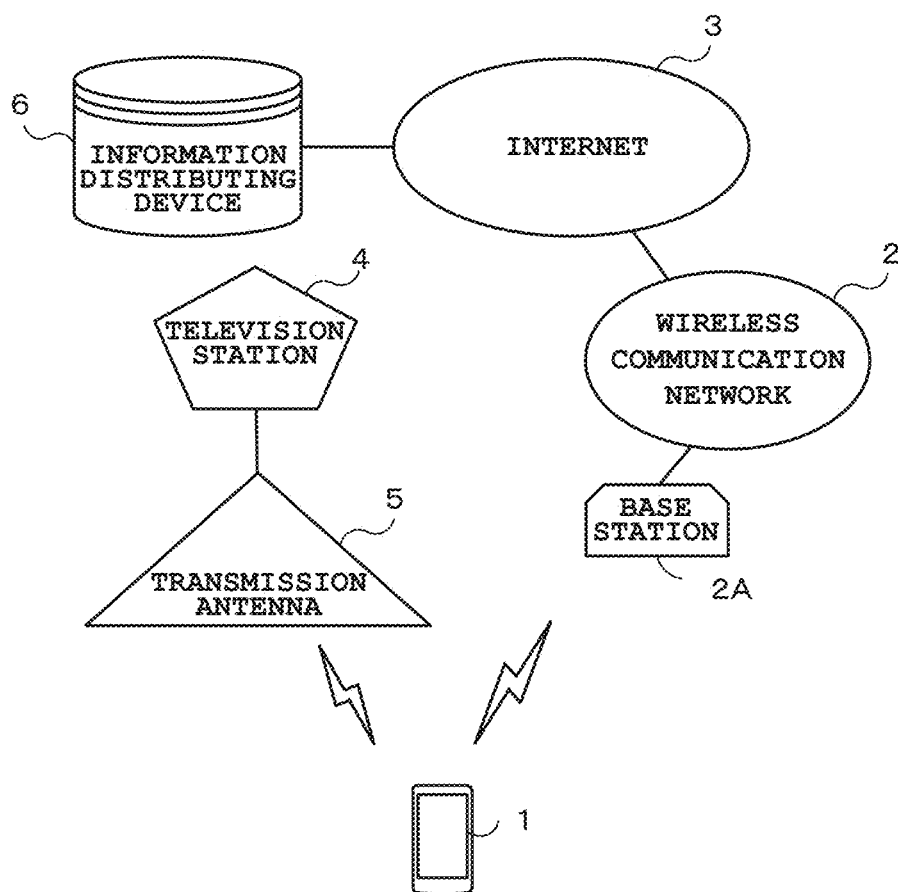 3
6
INFORMATION
DISTRIBUTING
DEVICE
INTERNET
4
TELEVISION
STATION
2
WIRELESS
COMMUNICATION
NETWORK
5
TRANSMISSION
ANTENNA
BASE
STATION
2A
1